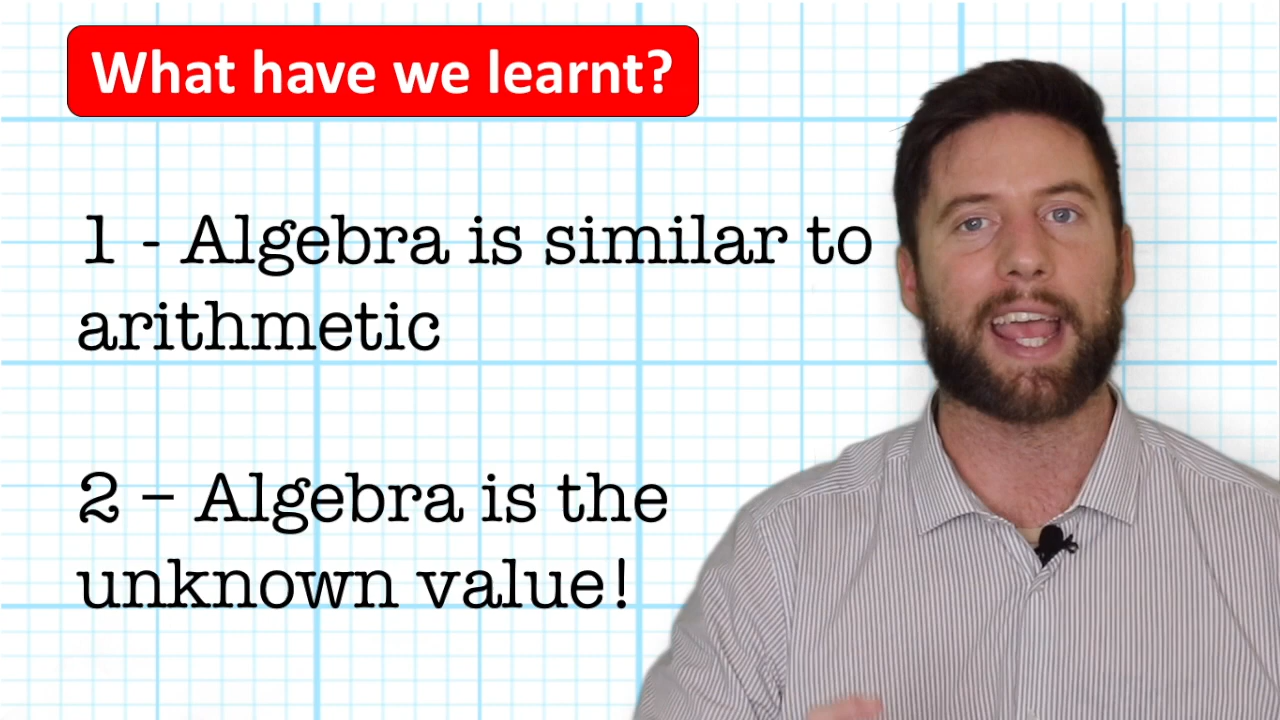 What have we learnt?
1 - Algebra is similar to
arithmetic
2 – Algebra is the
unknown value!